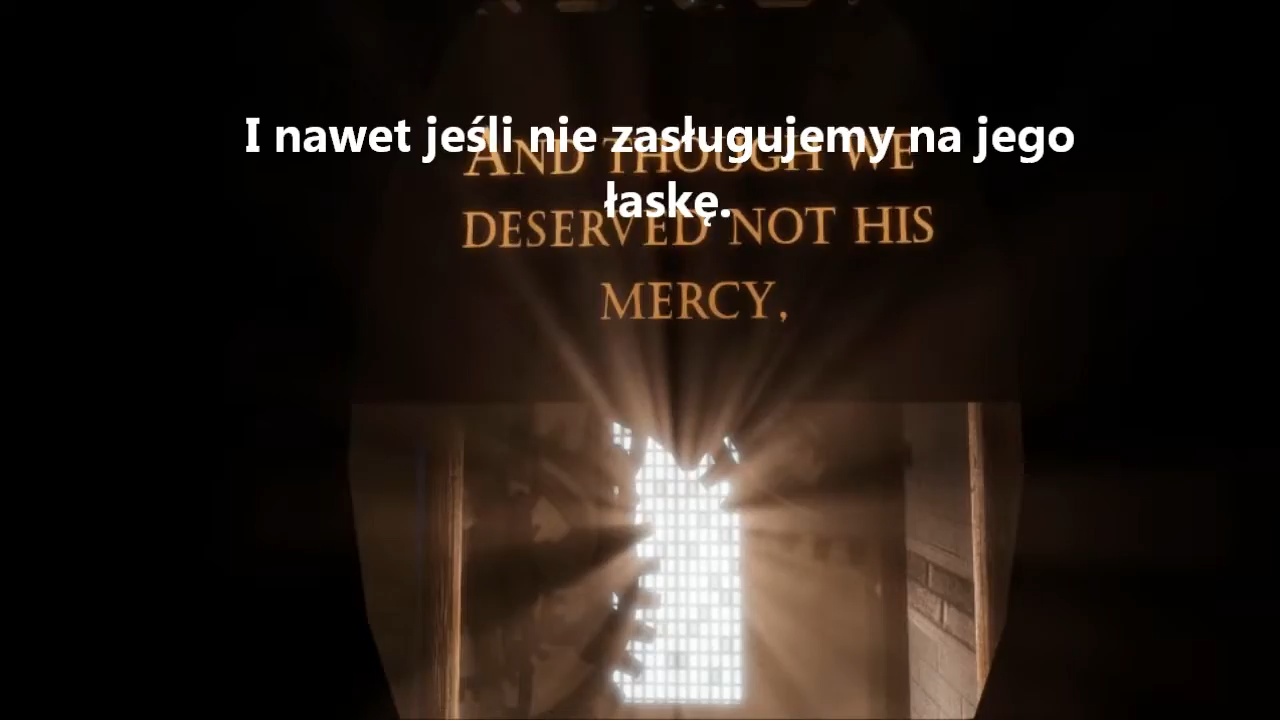 I nawet jeśli nie zasługujemy na jego
łaskę.
AND THOUGH WE
DESERVED NOT HIS
MERCY,